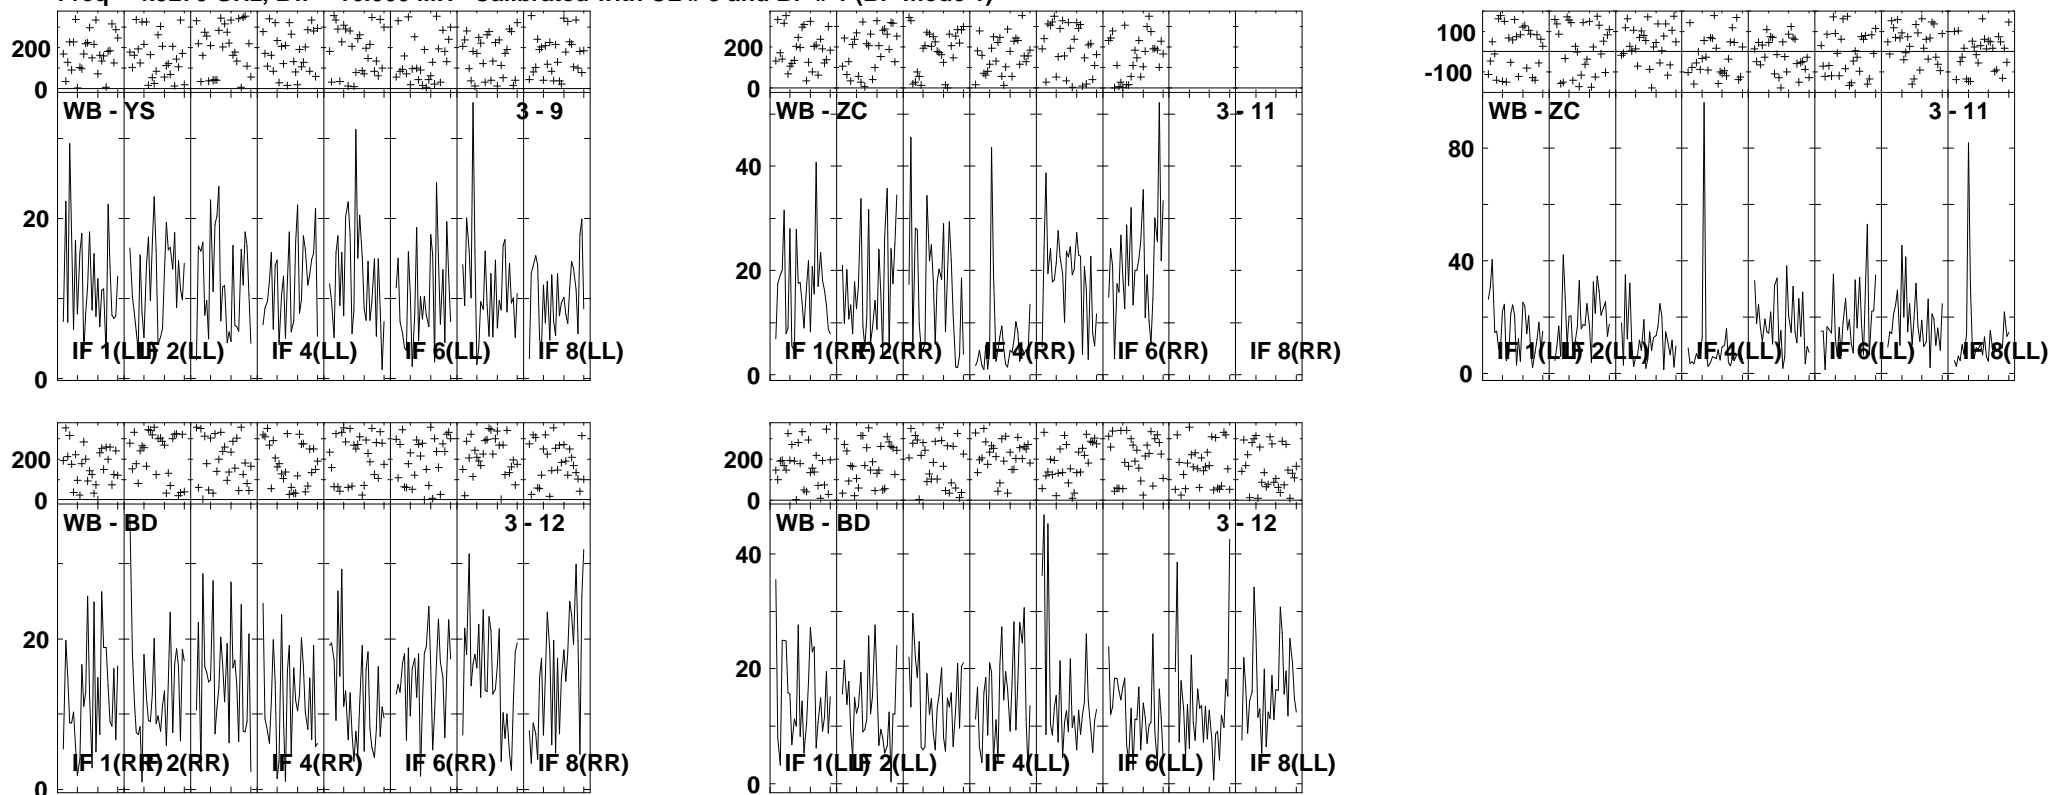 200
0
WB - YS 3 - 9
20
0
IF 1(LL) IF 2(LL) IF 4(LL) IF 6(LL) IF 8(LL)
200
0
WB - ZC 3 - 11
40
20
0
IF 1(RR) IF 2(RR) IF 4(RR) IF 6(RR) IF 8(RR)
100
-100
WB - ZC 3 - 11
80
40
0
IF 1(LL) IF 2(LL) IF 4(LL) IF 6(LL) IF 8(LL)
200
0
WB - BD 3 - 12
20
0
IF 1(RR) IF 2(RR) IF 4(RR) IF 6(RR) IF 8(RR)
200
0
WB - BD 3 - 12
40
20
0
IF 1(LL) IF 2(LL) IF 4(LL) IF 6(LL) IF 8(LL)